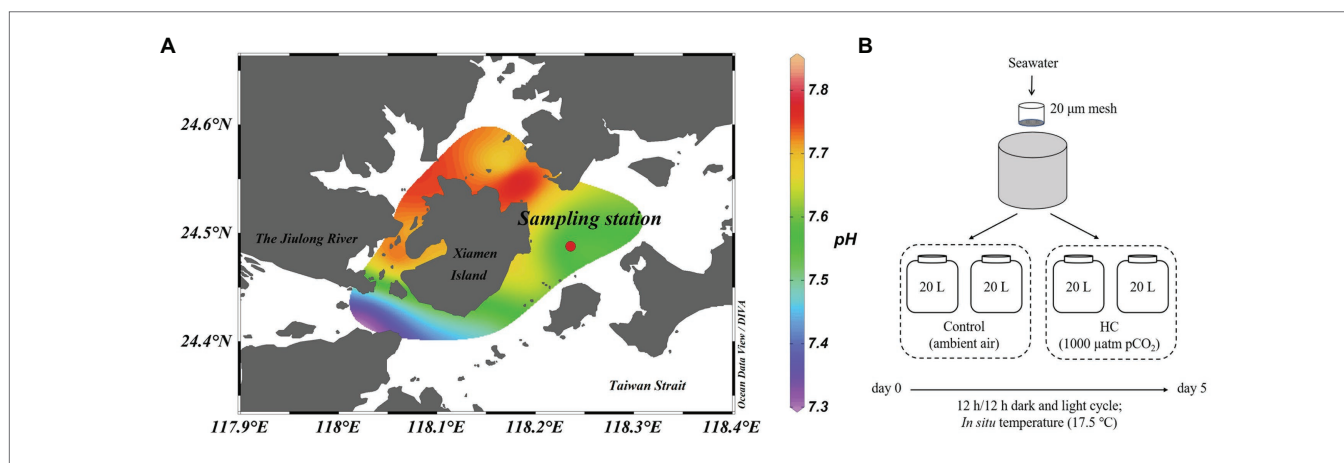 A
24.6°N
24.5°N
24.4°N
117.9°E
118°E
118.1°E
118.2°E
118.3°E
118.4°E
The Jiulong River
Xiamen
Island
Sampling station
Taiwan Strait
Ocean Data View / DIVA
pH
7.8
7.7
7.6
7.5
7.4
7.3
B
Seawater
20 μm mesh
20 L
20 L
20 L
20 L
Control
(ambient air)
HC
(1000 μatm pCO₂)
day 0
day 5
12 h/12 h dark and light cycle;
In situ temperature (17.5 °C)